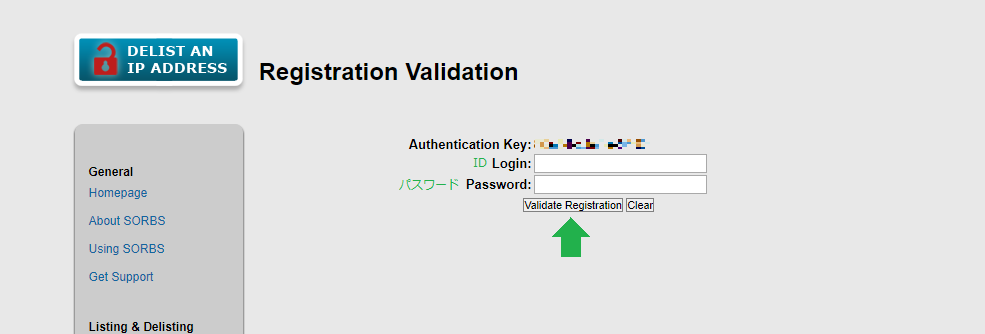 DELIST AN
IP ADDRESS
Registration Validation
Authentication Key:
ID Login:
パスワード Password:
Validate Registration Clear
General
Homepage
About SORBS
Using SORBS
Get Support
Listing & Delisting